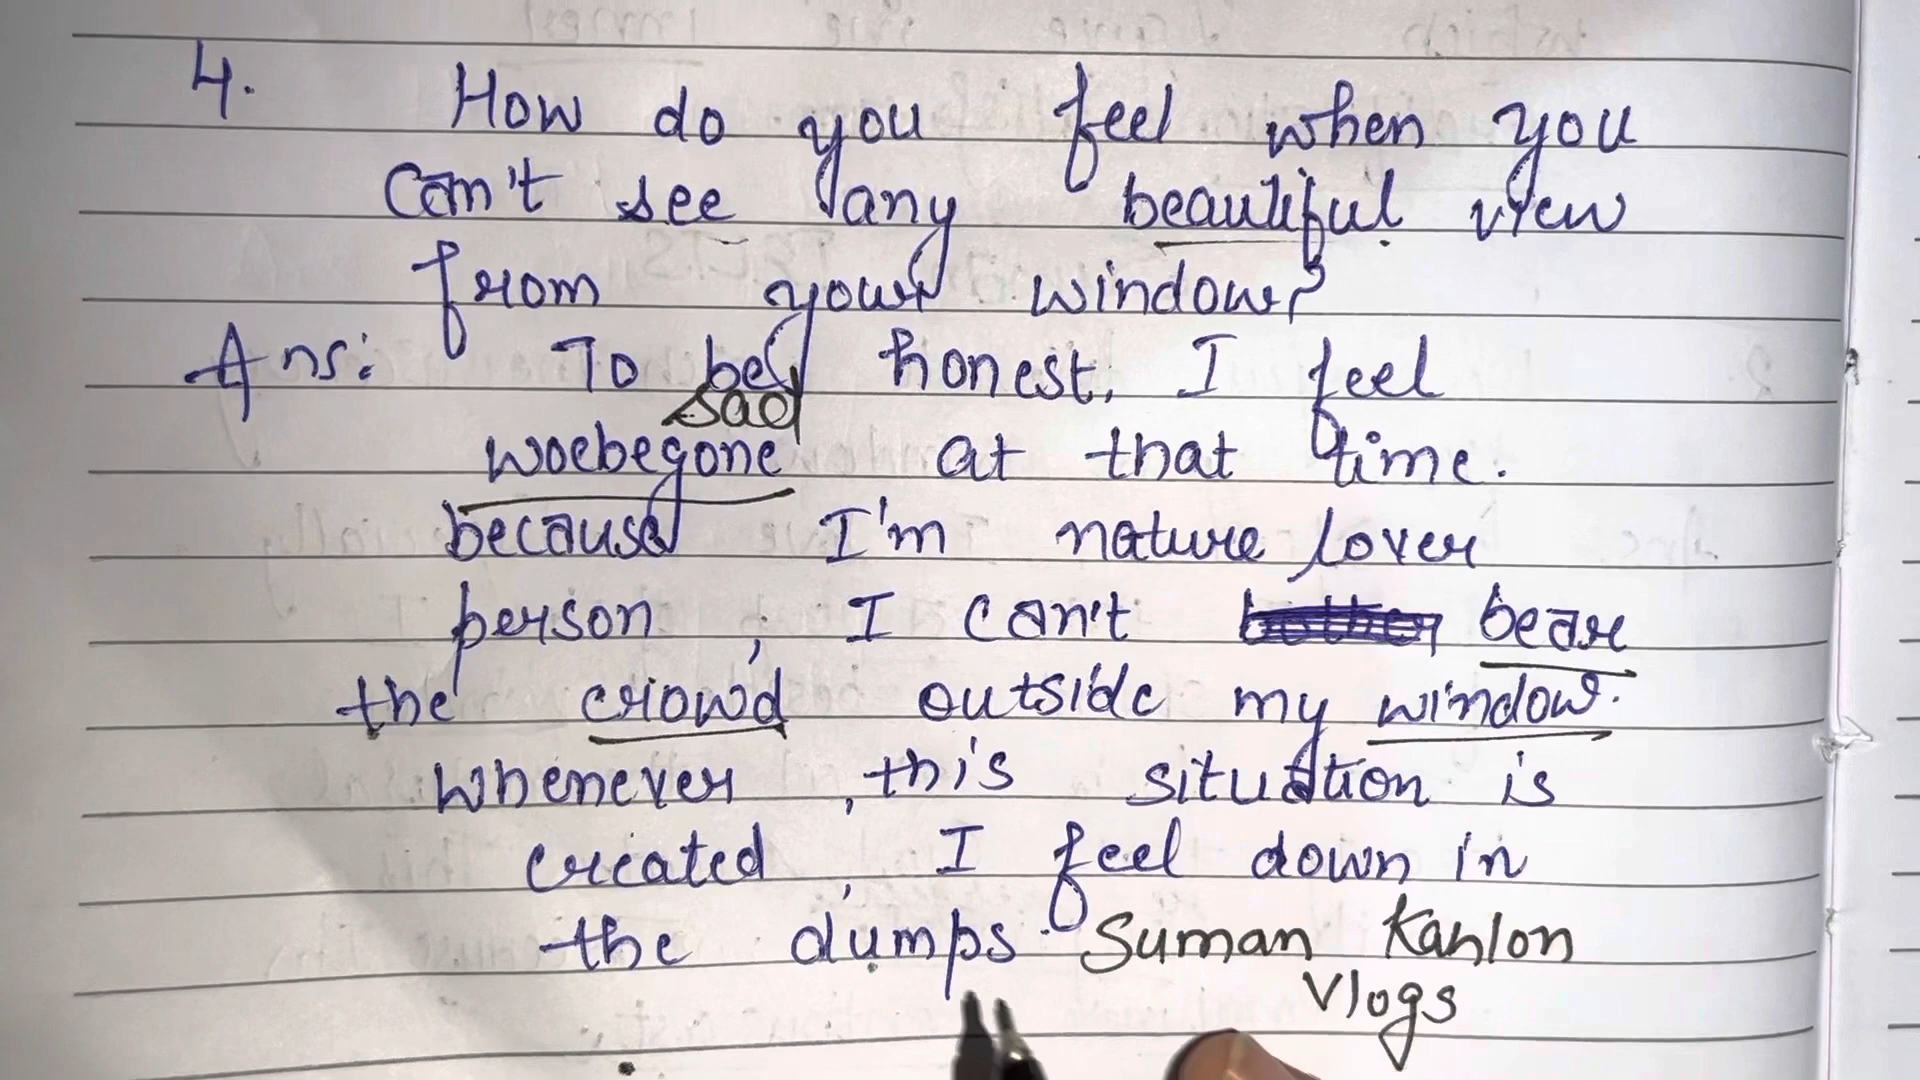 4. How do you feel when you
can't see any beautiful view
from your window?
Ans: To be honest, I feel
sad
woebegone at that time.
because I'm nature lover
person, I can't bear
the crowd outside my window.
whenever, this situation is
created, I feel down in
the dumps. Suman Kahlon
Vlogs